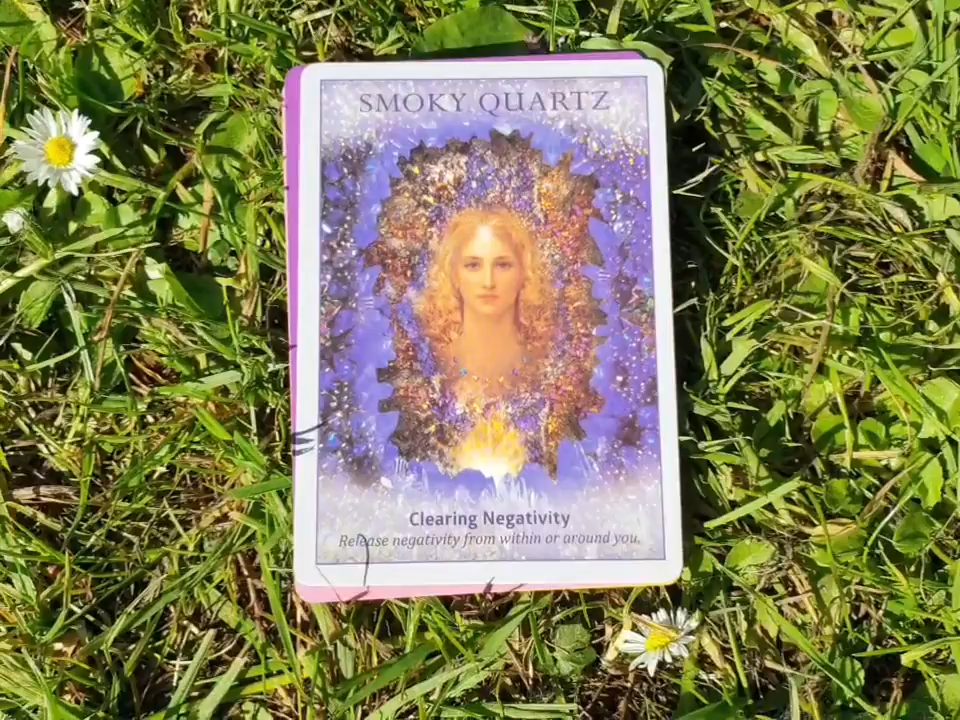 SMOKY QUARTZ
Clearing Negativity
Release negativity from within or around you.